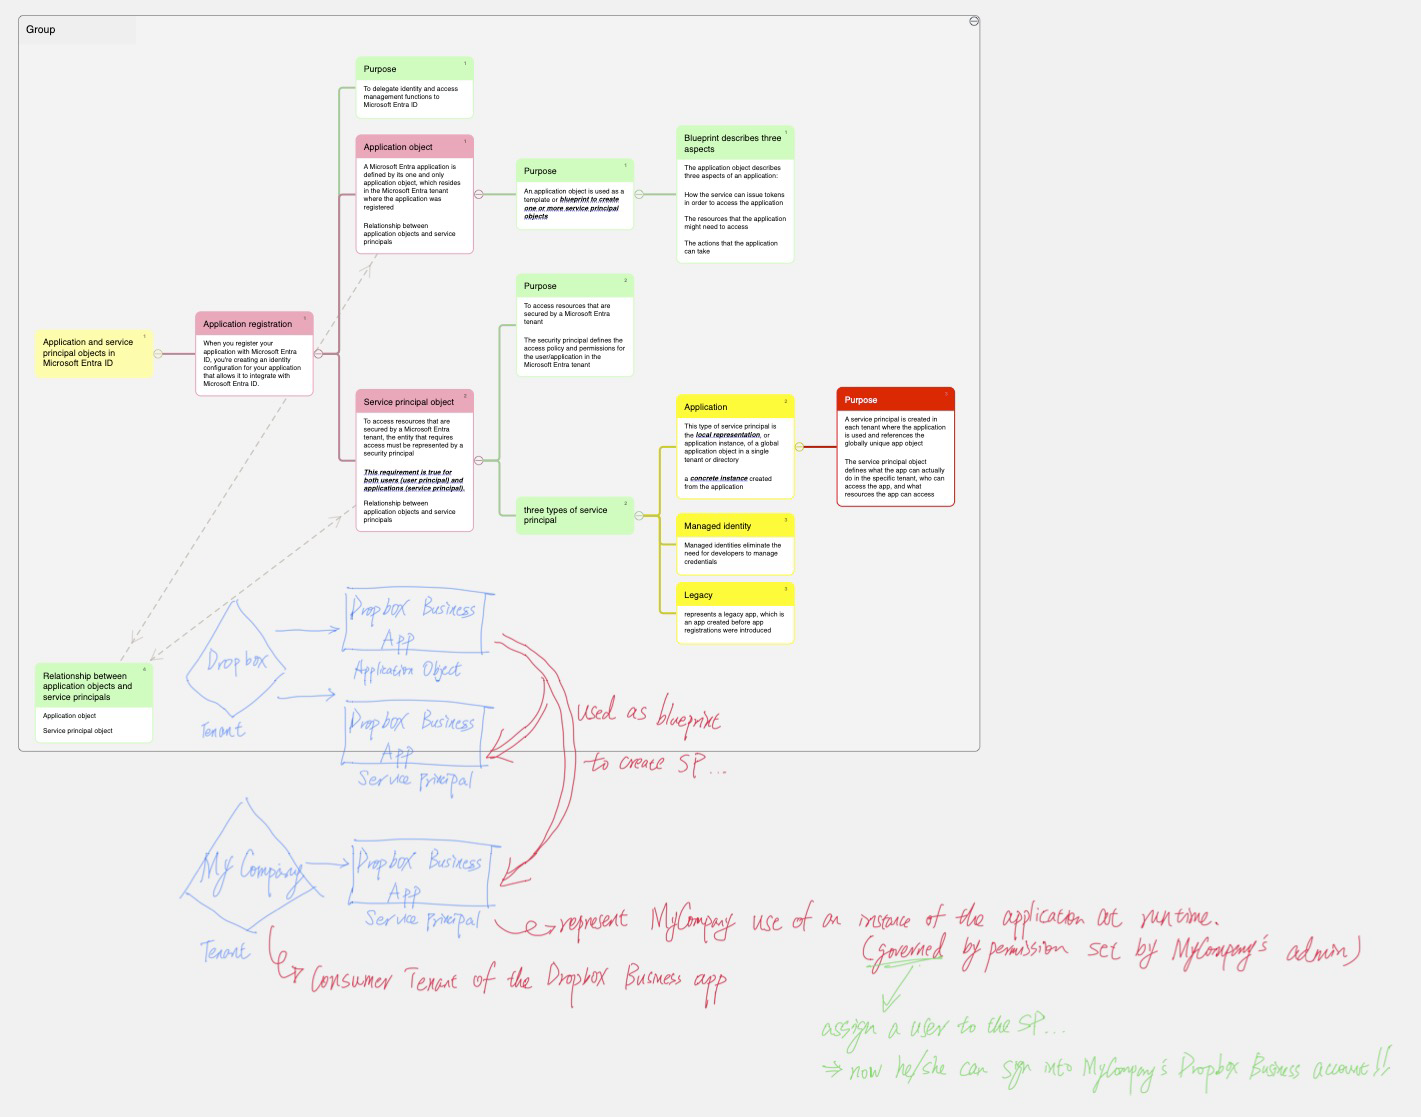 Group
Purpose
1
To delegate identity and access
management functions to
Microsoft Entra ID
Application object
1
A Microsoft Entra application is
defined by its one and only
application object, which resides
in the Microsoft Entra tenant
where the application was
registered
Relationship between
application objects and service
principals
Purpose
1
An application object is used as a
template or blueprint to create
one or more service principal
objects
Blueprint describes three
aspects
1
The application object describes
three aspects of an application:
How the service can issue tokens
in order to access the application
The resources that the application
might need to access
The actions that the application
can take
Application and service
principal objects in
Microsoft Entra ID
1
Application registration
1
When you register your
application with Microsoft Entra
ID, you're creating an identity
configuration for your application
that allows it to integrate with
Microsoft Entra ID.
Service principal object
2
To access resources that are
secured by a Microsoft Entra
tenant, the entity that requires
access must be represented by a
security principal
This requirement is true for
both users (user principal) and
applications (service principal).
Relationship between
application objects and service
principals
Purpose
2
To access resources that are
secured by a Microsoft Entra
tenant
The security principal defines the
access policy and permissions for
the user/application in the
Microsoft Entra tenant
three types of service
principal
2
Application
2
This type of service principal is
the local representation, or
application instance, of a global
application object in a single
tenant or directory
a concrete instance created
from the application
Purpose
A service principal is created in
each tenant where the application
is used and references the
globally unique app object
The service principal object
defines what the app can actually
do in the specific tenant, who can
access the app, and what
resources the app can access
Managed identity
3
Managed identities eliminate the
need for developers to manage
credentials
Legacy
3
represents a legacy app, which is
an app created before app
registrations were introduced
Relationship between
application objects and
service principals
4
Application object
Service principal object
Dropbox
Tenant
Dropbox Business
App
Application Object
Dropbox Business
App
Service Principal
used as blueprint
to create SP...
My Company
Tenant
Dropbox Business
App
Service Principal
represent MyCompany use of an instance of the application at runtime.
(governed by permission set by MyCompany's admin)
Consumer Tenant of the Dropbox Business app
assign a user to the SP...
⇒ now he/she can sign into MyCompany's Dropbox Business account!!